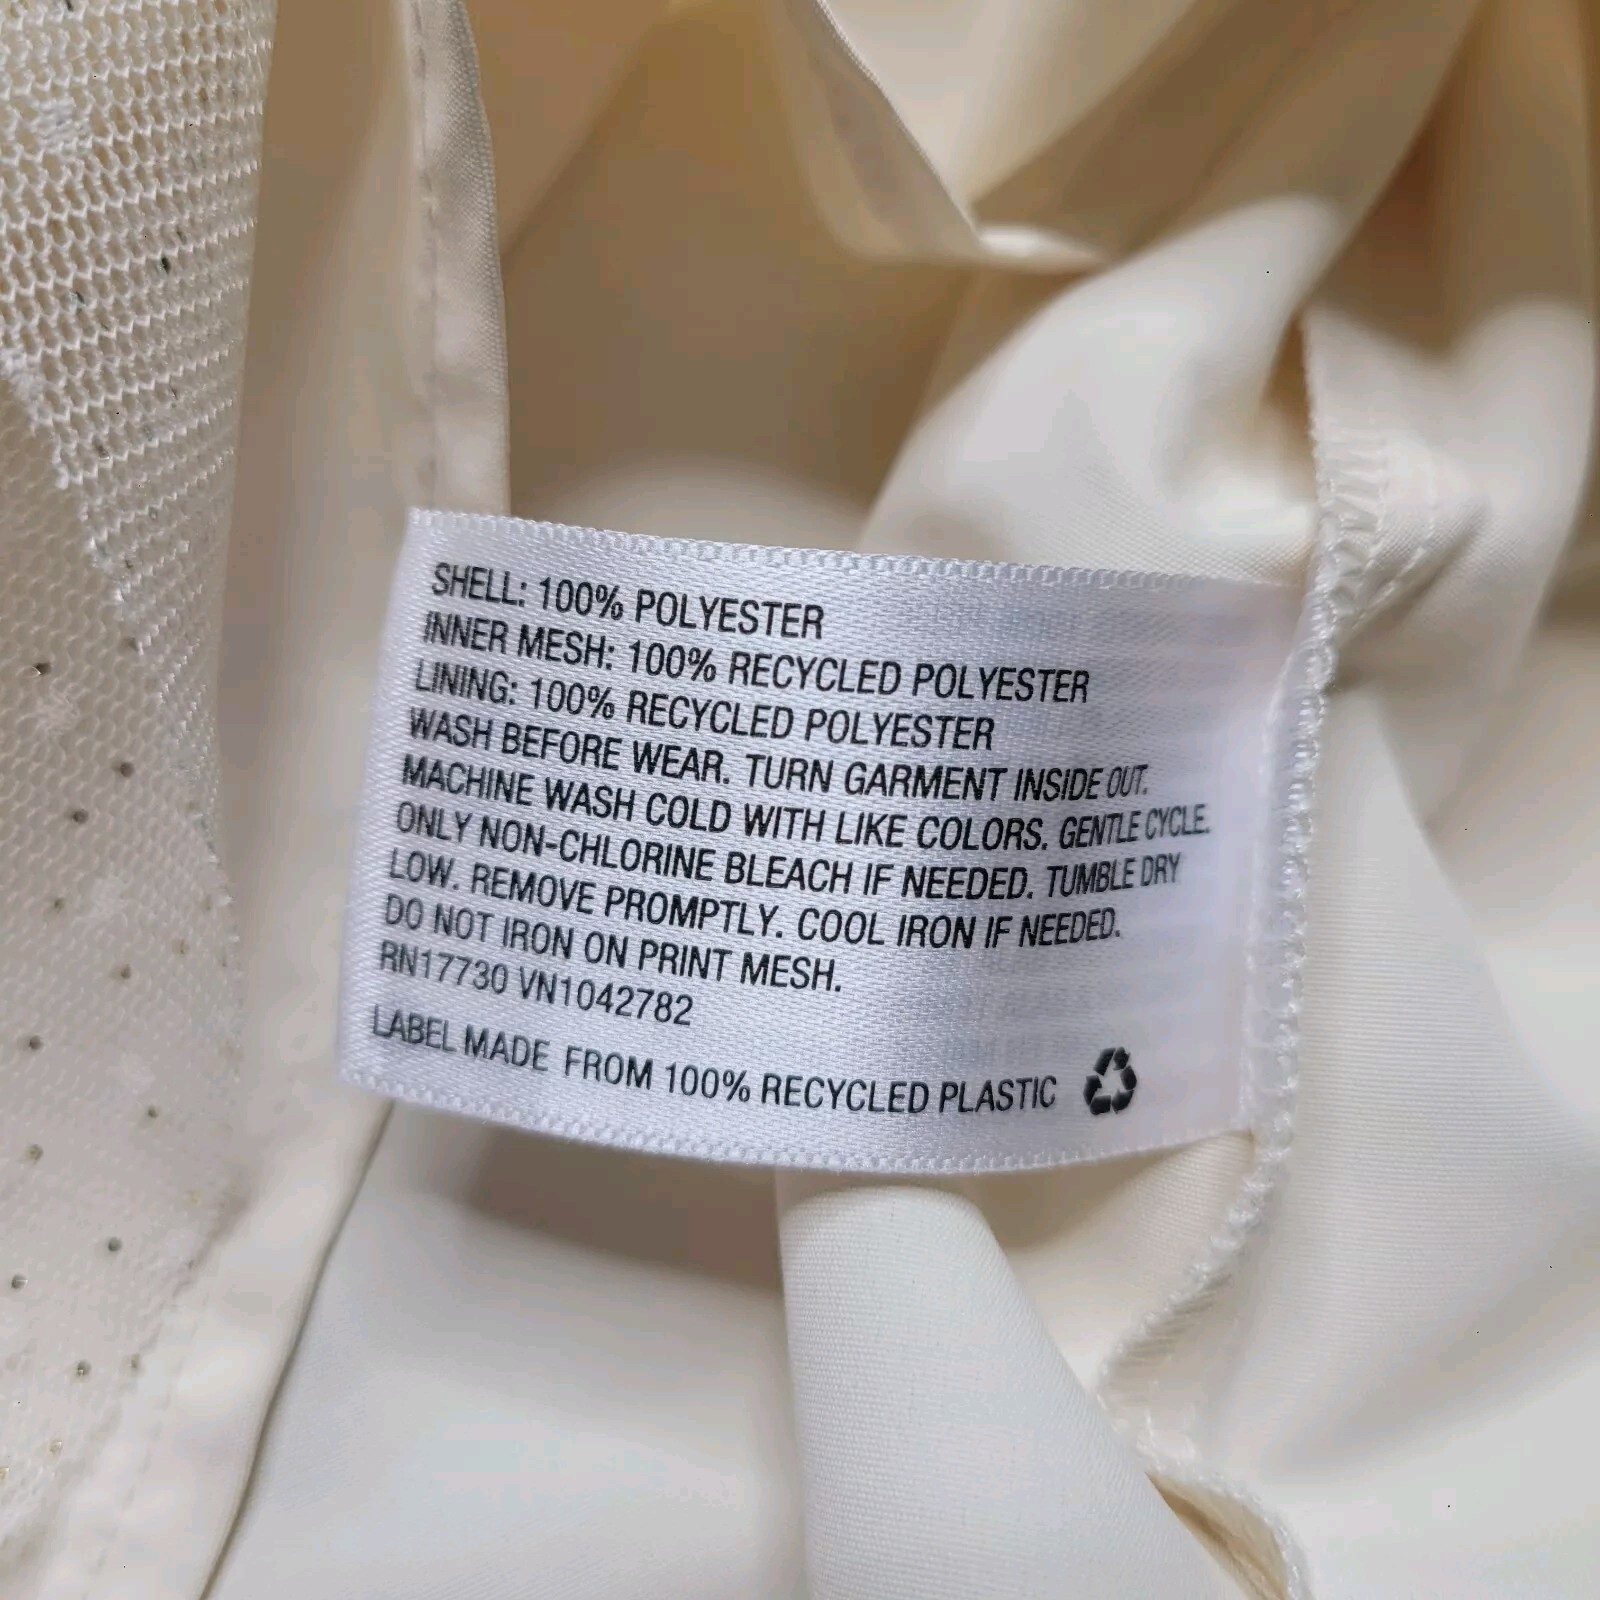 SHELL: 100% POLYESTER
INNER MESH: 100% RECYCLED POLYESTER
LINING: 100% RECYCLED POLYESTER
WASH BEFORE WEAR. TURN GARMENT INSIDE OUT.
MACHINE WASH COLD WITH LIKE COLORS. GENTLE CYCLE.
ONLY NON-CHLORINE BLEACH IF NEEDED. TUMBLE DRY
LOW. REMOVE PROMPTLY. COOL IRON IF NEEDED.
DO NOT IRON ON PRINT MESH.
RN17730 VN1042782
LABEL MADE FROM 100% RECYCLED PLASTIC